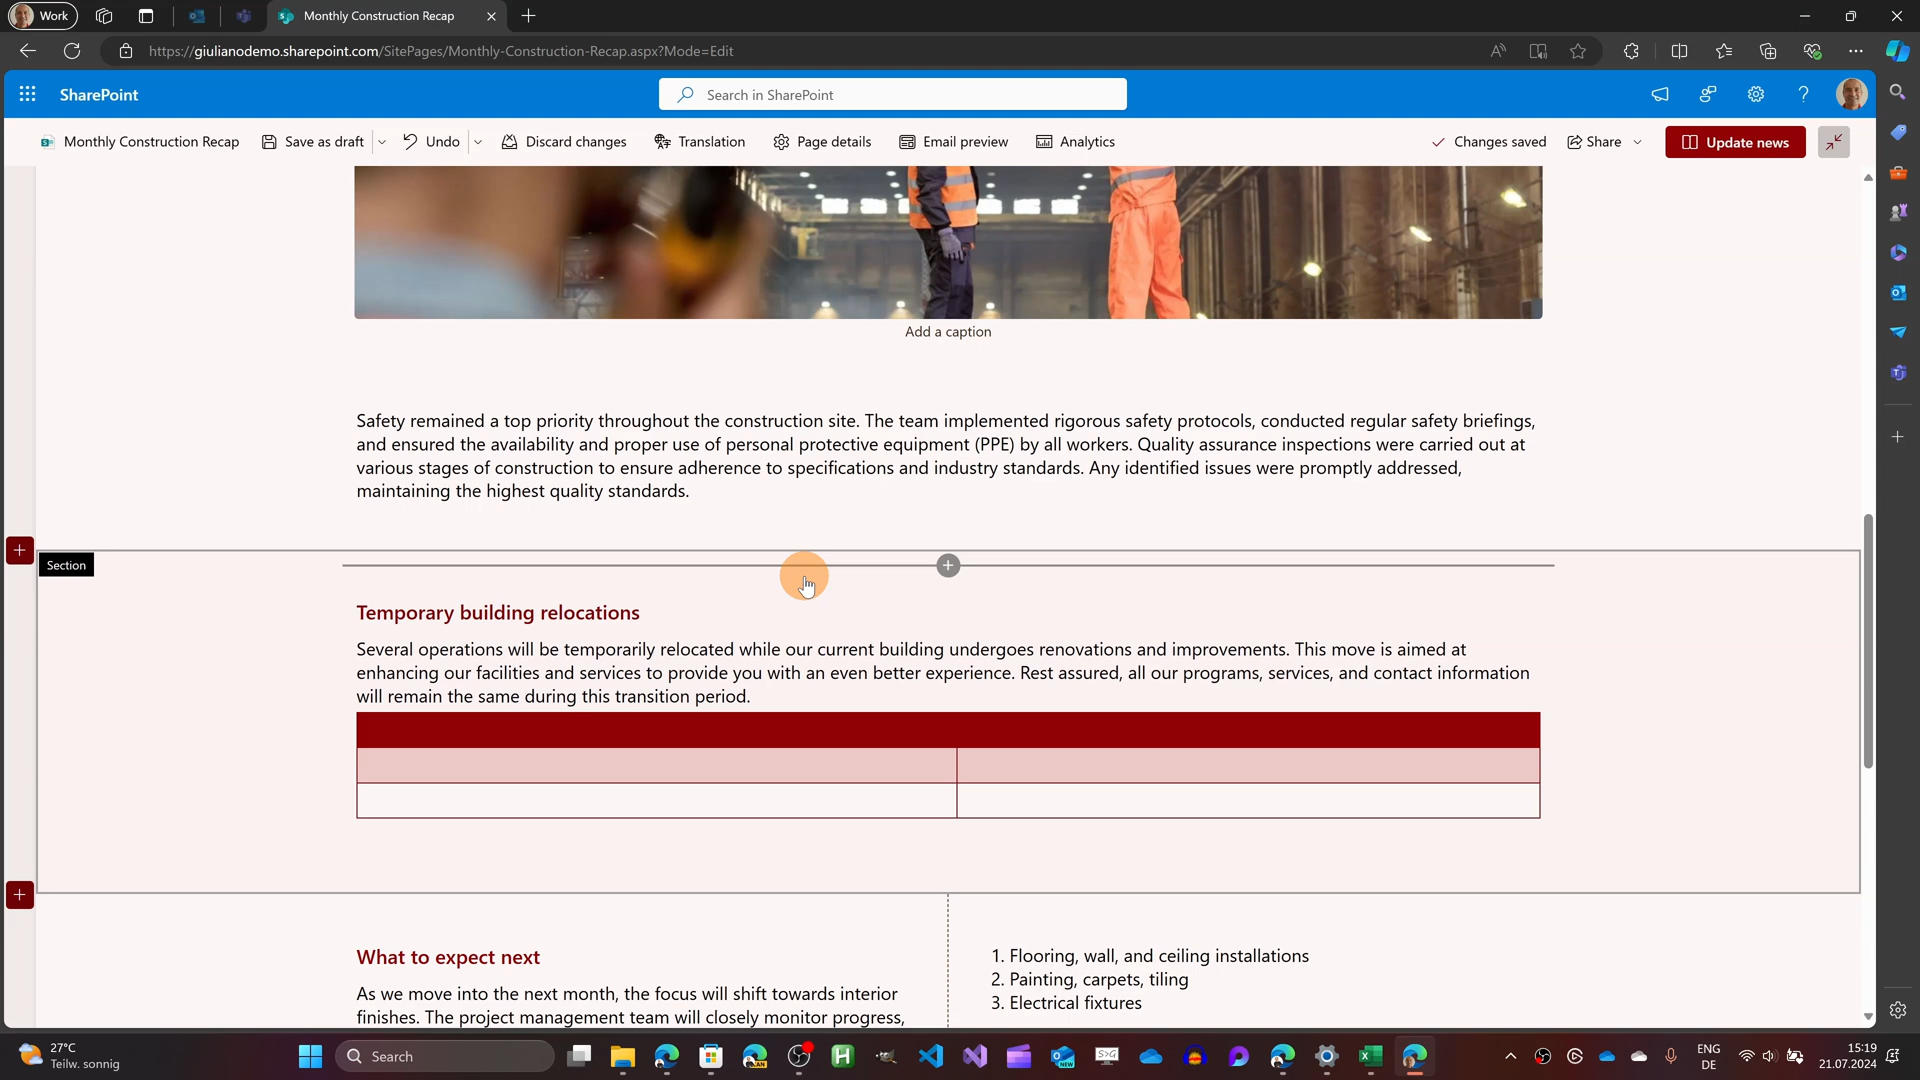 Work
Monthly Construction Recap
https://giulianodemo.sharepoint.com/SitePages/Monthly-Construction-Recap.aspx?Mode=Edit
SharePoint
Search in SharePoint
Monthly Construction Recap
Save as draft
Undo
Discard changes
Translation
Page details
Email preview
Analytics
Changes saved
Share
Update news
Add a caption
Safety remained a top priority throughout the construction site. The team implemented rigorous safety protocols, conducted regular safety briefings,
and ensured the availability and proper use of personal protective equipment (PPE) by all workers. Quality assurance inspections were carried out at
various stages of construction to ensure adherence to specifications and industry standards. Any identified issues were promptly addressed,
maintaining the highest quality standards.
Section
Temporary building relocations
Several operations will be temporarily relocated while our current building undergoes renovations and improvements. This move is aimed at
enhancing our facilities and services to provide you with an even better experience. Rest assured, all our programs, services, and contact information
will remain the same during this transition period.
What to expect next
As we move into the next month, the focus will shift towards interior
finishes. The project management team will closely monitor progress,
1. Flooring, wall, and ceiling installations
2. Painting, carpets, tiling
3. Electrical fixtures
27°C
Teilw. sonnig
Search
ENG
DE
15:19
21.07.2024